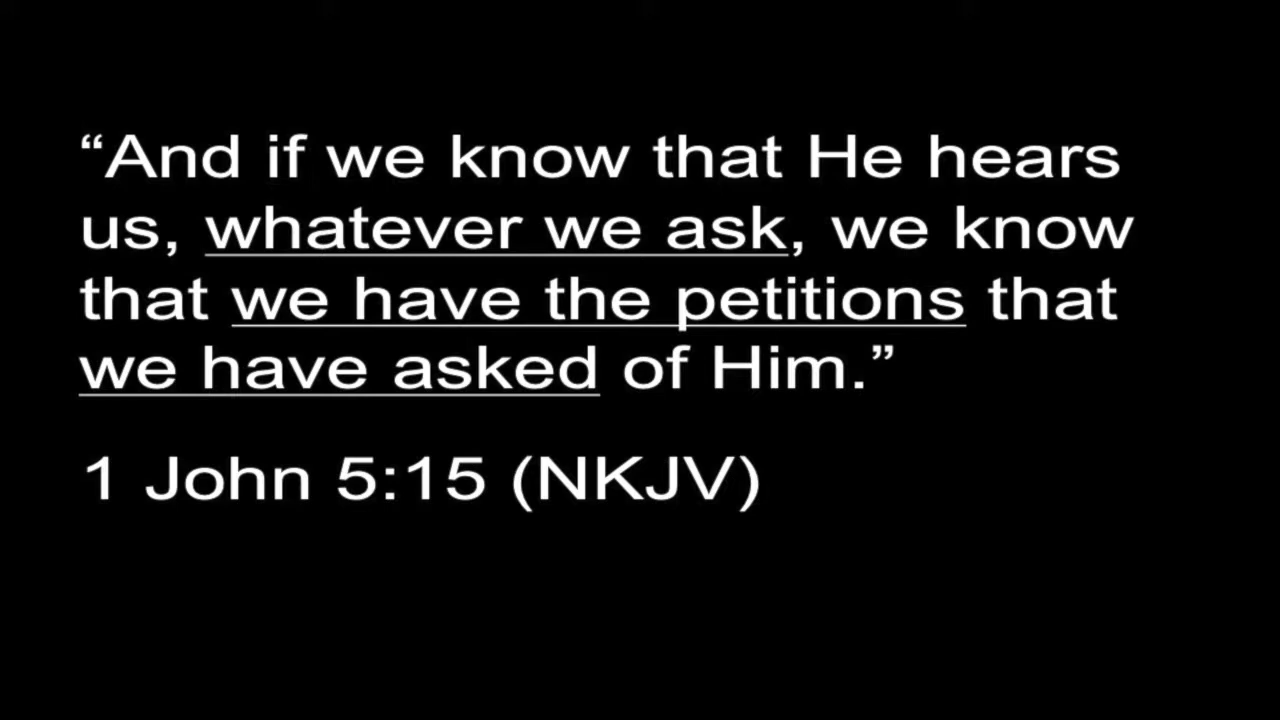 “And if we know that He hears
us, whatever we ask, we know
that we have the petitions that
we have asked of Him.”
1 John 5:15 (NKJV)